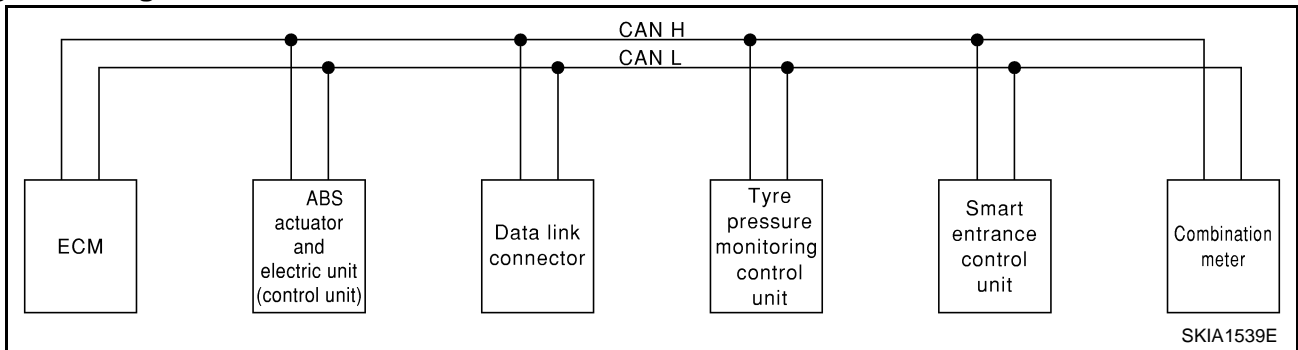 CAN H
CAN L
ECM
ABS
actuator
and
electric unit
(control unit)
Data link
connector
Tyre
pressure
monitoring
control
unit
Smart
entrance
control
unit
Combination
meter
SKIA1539E